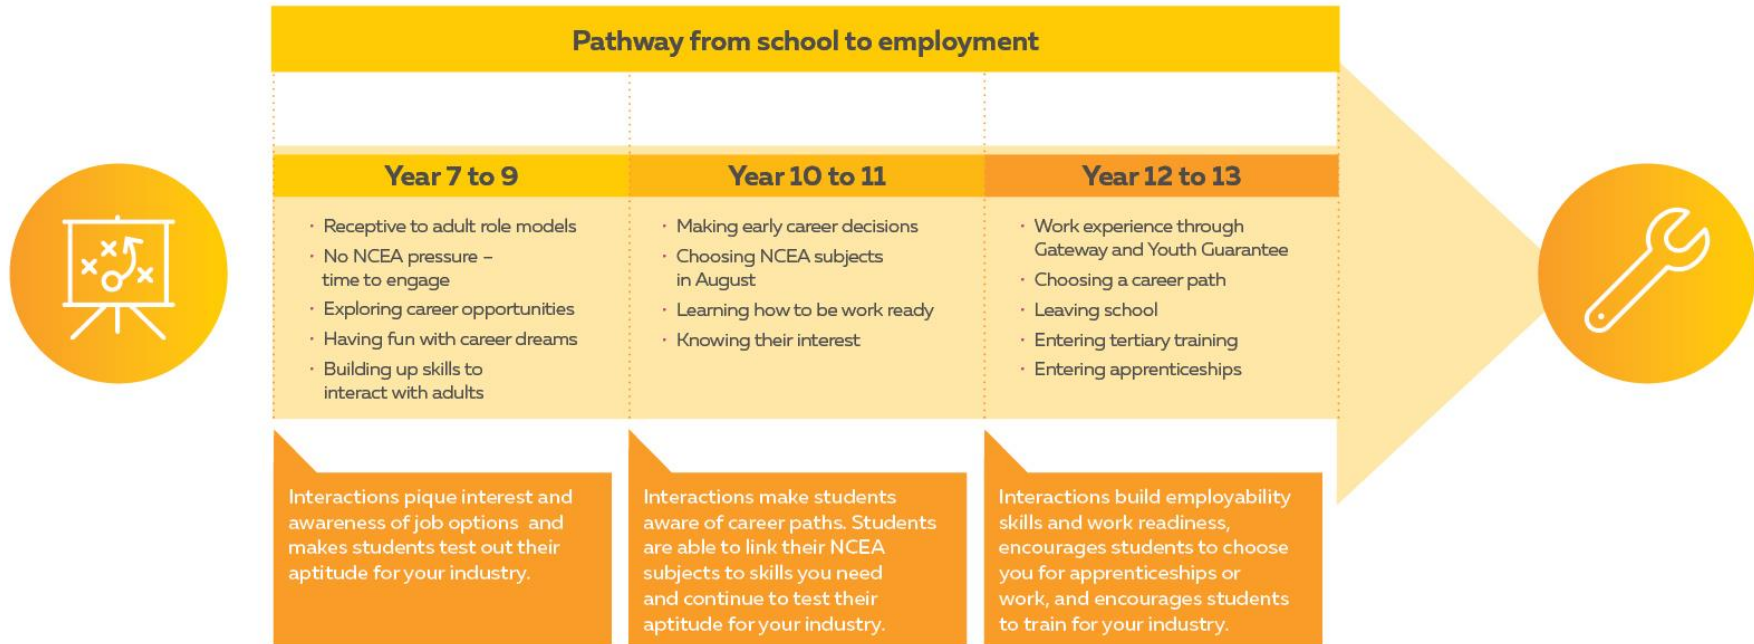 Pathway from school to employment
Year 7 to 9
· Receptive to adult role models
· No NCEA pressure –
time to engage
· Exploring career opportunities
· Having fun with career dreams
· Building up skills to
interact with adults
Interactions pique interest and
awareness of job options and
makes students test out their
aptitude for your industry.
Year 10 to 11
· Making early career decisions
· Choosing NCEA subjects
in August
· Learning how to be work ready
· Knowing their interest
Interactions make students
aware of career paths. Students
are able to link their NCEA
subjects to skills you need
and continue to test their
aptitude for your industry.
Year 12 to 13
· Work experience through
Gateway and Youth Guarantee
· Choosing a career path
· Leaving school
· Entering tertiary training
· Entering apprenticeships
Interactions build employability
skills and work readiness,
encourages students to choose
you for apprenticeships or
work, and encourages students
to train for your industry.